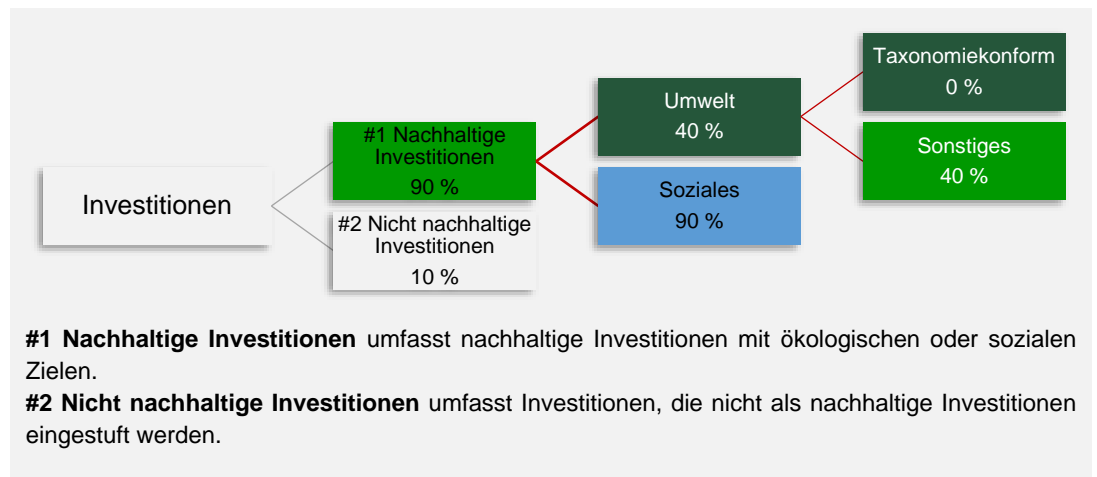 Investitionen
#1 Nachhaltige
Investitionen
90 %
#2 Nicht nachhaltige
Investitionen
10 %
Umwelt
40 %
Soziales
90 %
Taxonomiekonform
0 %
Sonstiges
40 %
#1 Nachhaltige Investitionen umfasst nachhaltige Investitionen mit ökologischen oder sozialen
Zielen.
#2 Nicht nachhaltige Investitionen umfasst Investitionen, die nicht als nachhaltige Investitionen
eingestuft werden.